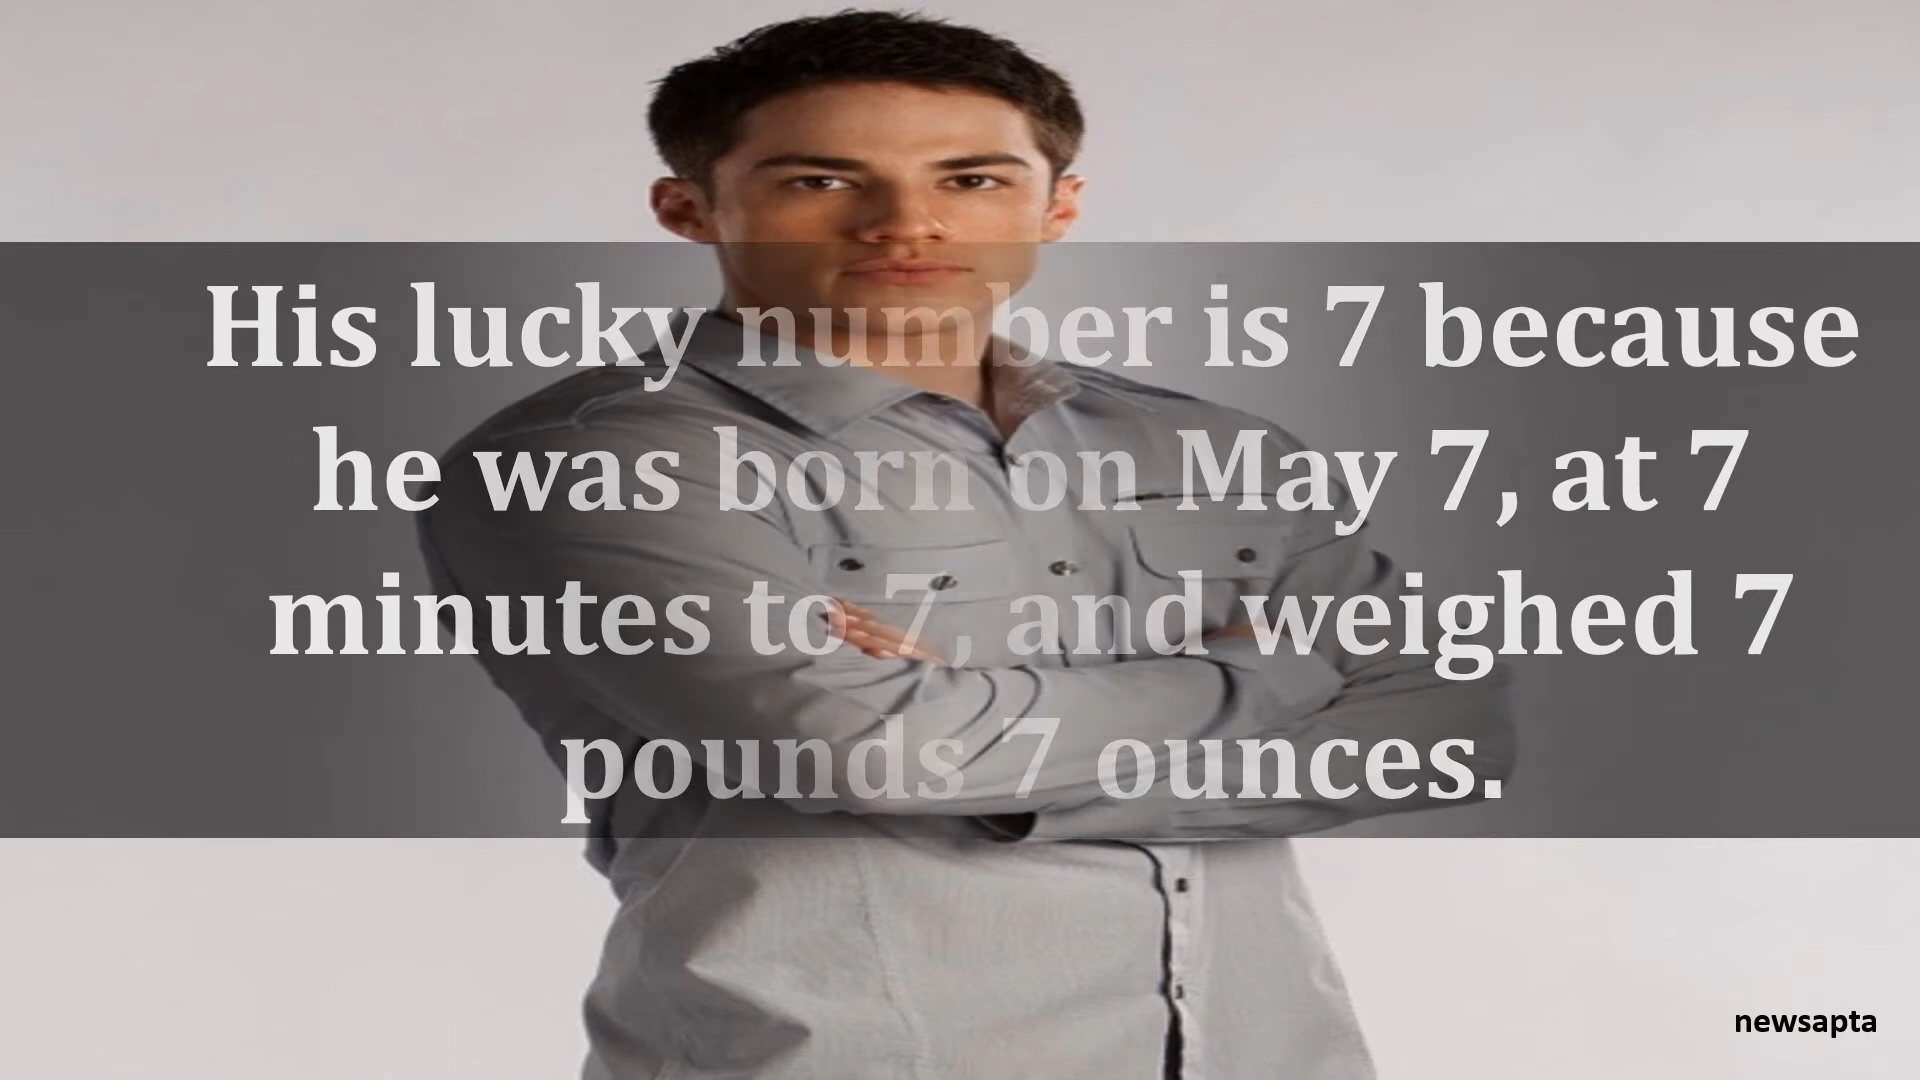 His lucky number is 7 because
he was born on May 7, at 7
minutes to 7, and weighed 7
pounds 7 ounces.
newsapta